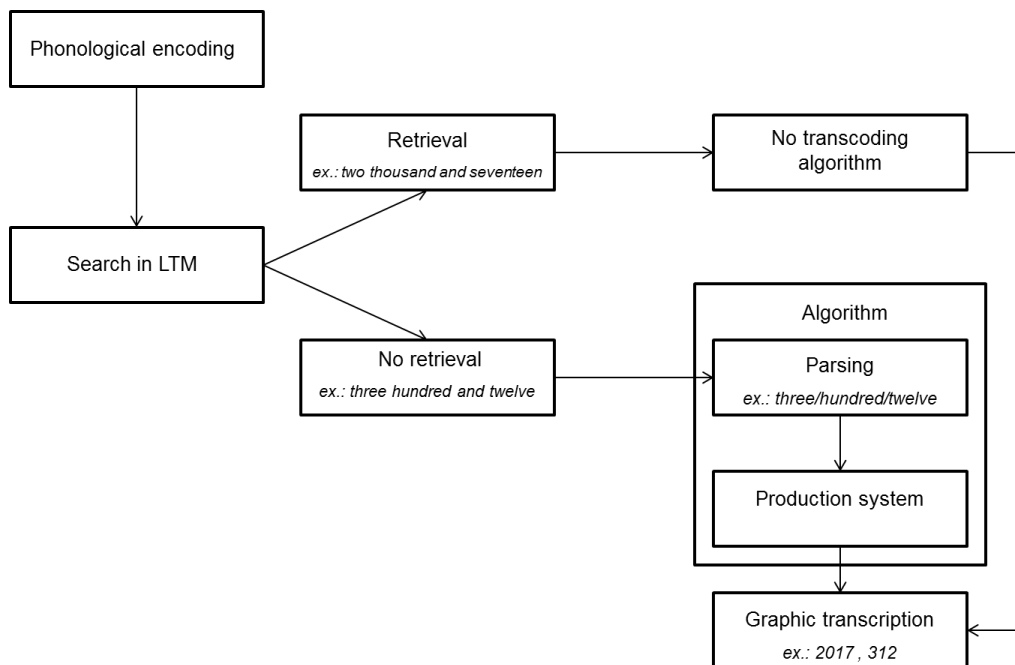 Phonological encoding
Search in LTM
Retrieval
ex.: two thousand and seventeen
No transcoding
algorithm
No retrieval
ex.: three hundred and twelve
Algorithm
Parsing
ex.: three/hundred/twelve
Production system
Graphic transcription
ex.: 2017 , 312